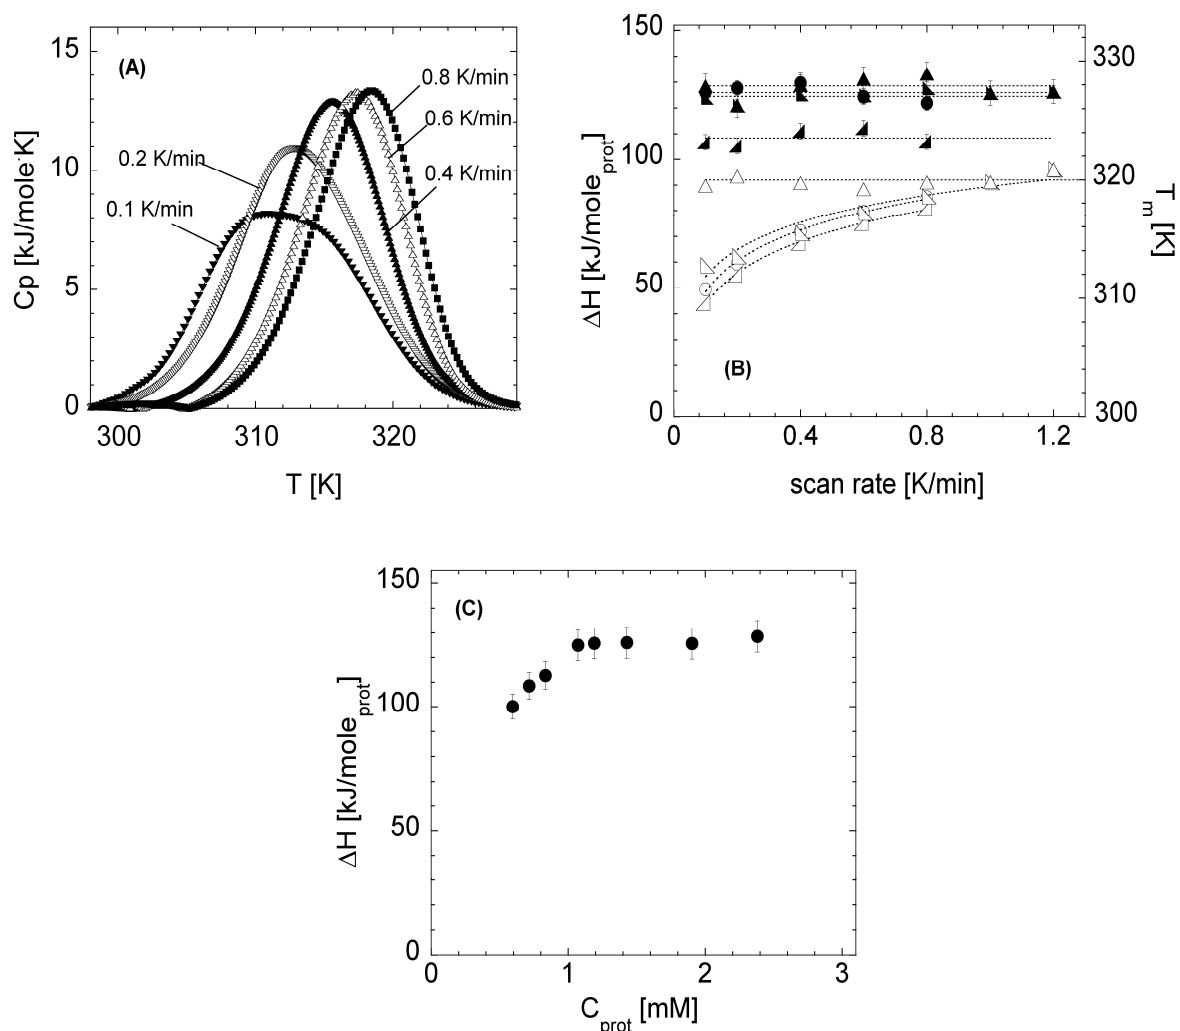 (A)
15
10
5
0
Cp [kJ/mole·K]
0.8 K/min
0.6 K/min
0.4 K/min
0.2 K/min
0.1 K/min
300 310 320
T [K]
(B)
150
100
50
0
ΔH [kJ/mole_prot]
330
320
310
300
T_m [K]
0 0.4 0.8 1.2
scan rate [K/min]
(C)
150
100
50
0
ΔH [kJ/mole_prot]
0 1 2 3
C_prot [mM]